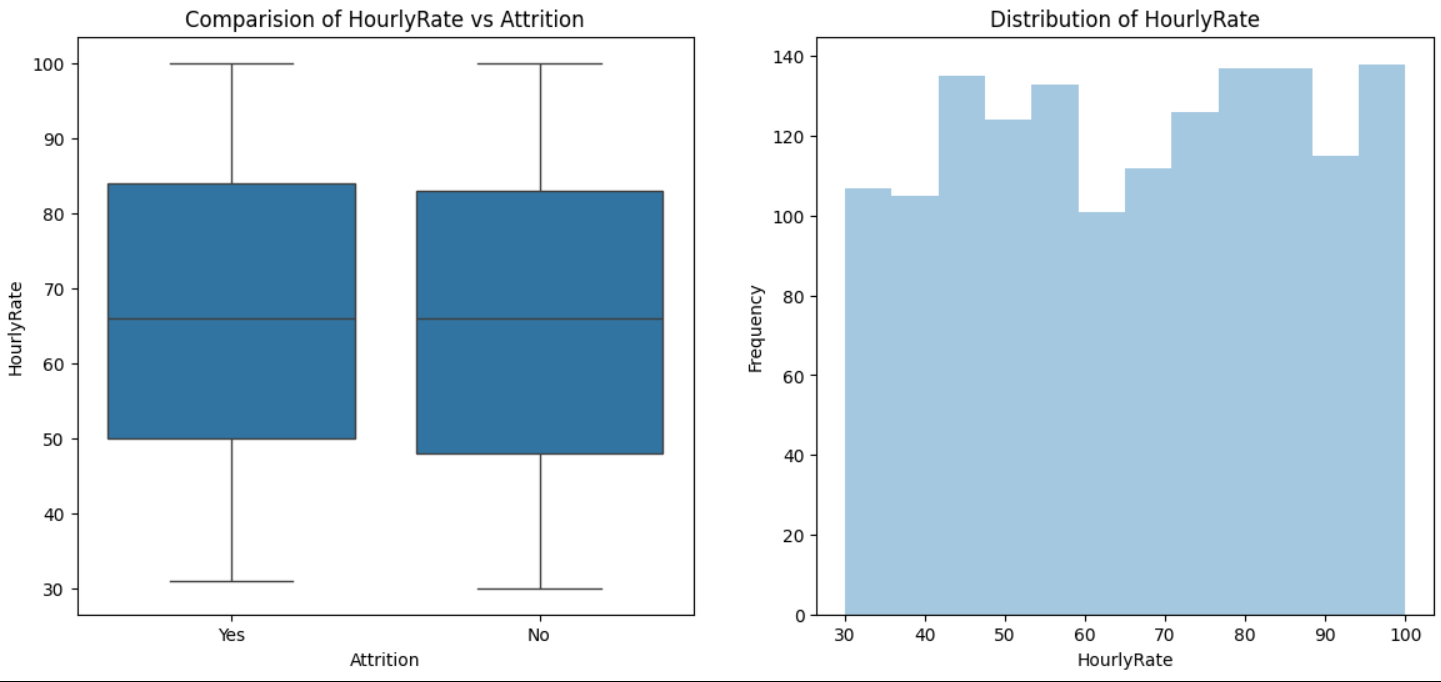 Comparision of HourlyRate vs Attrition
100
90
80
70
60
50
40
30
HourlyRate
Yes No
Attrition
Distribution of HourlyRate
140
120
100
80
60
40
20
0
Frequency
30 40 50 60 70 80 90 100
HourlyRate